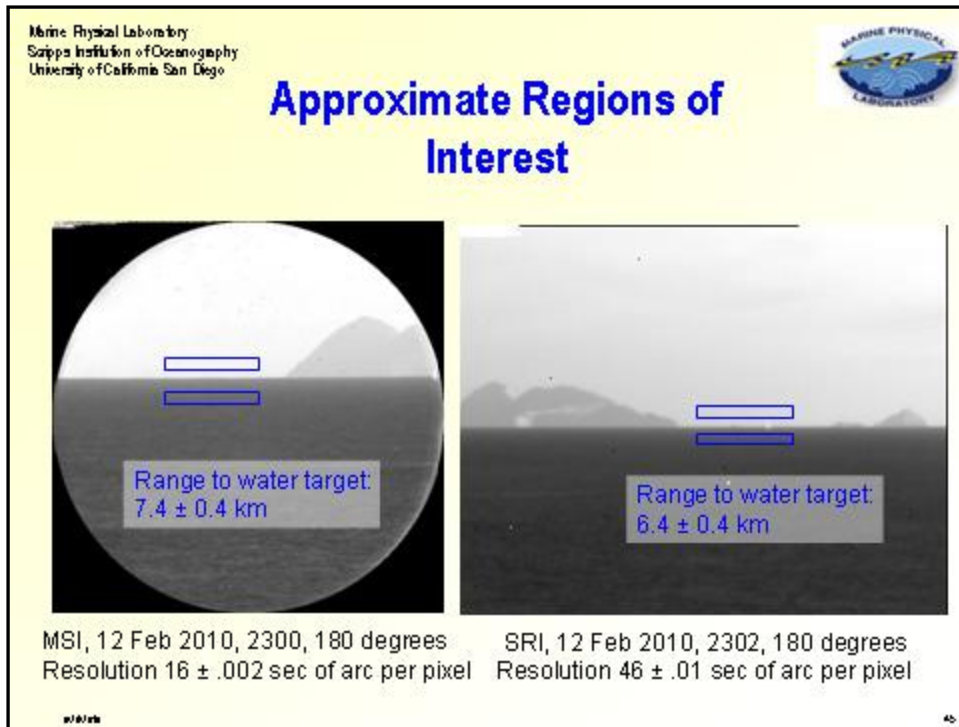 Marine Physical Laboratory
Scripps Institution of Oceanography
University of California San Diego
MARINE PHYSICAL
LABORATORY
Approximate Regions of
Interest
Range to water target:
7.4 ± 0.4 km
Range to water target:
6.4 ± 0.4 km
MSI, 12 Feb 2010, 2300, 180 degrees
Resolution 16 ± .002 sec of arc per pixel
SRI, 12 Feb 2010, 2302, 180 degrees
Resolution 46 ± .01 sec of arc per pixel